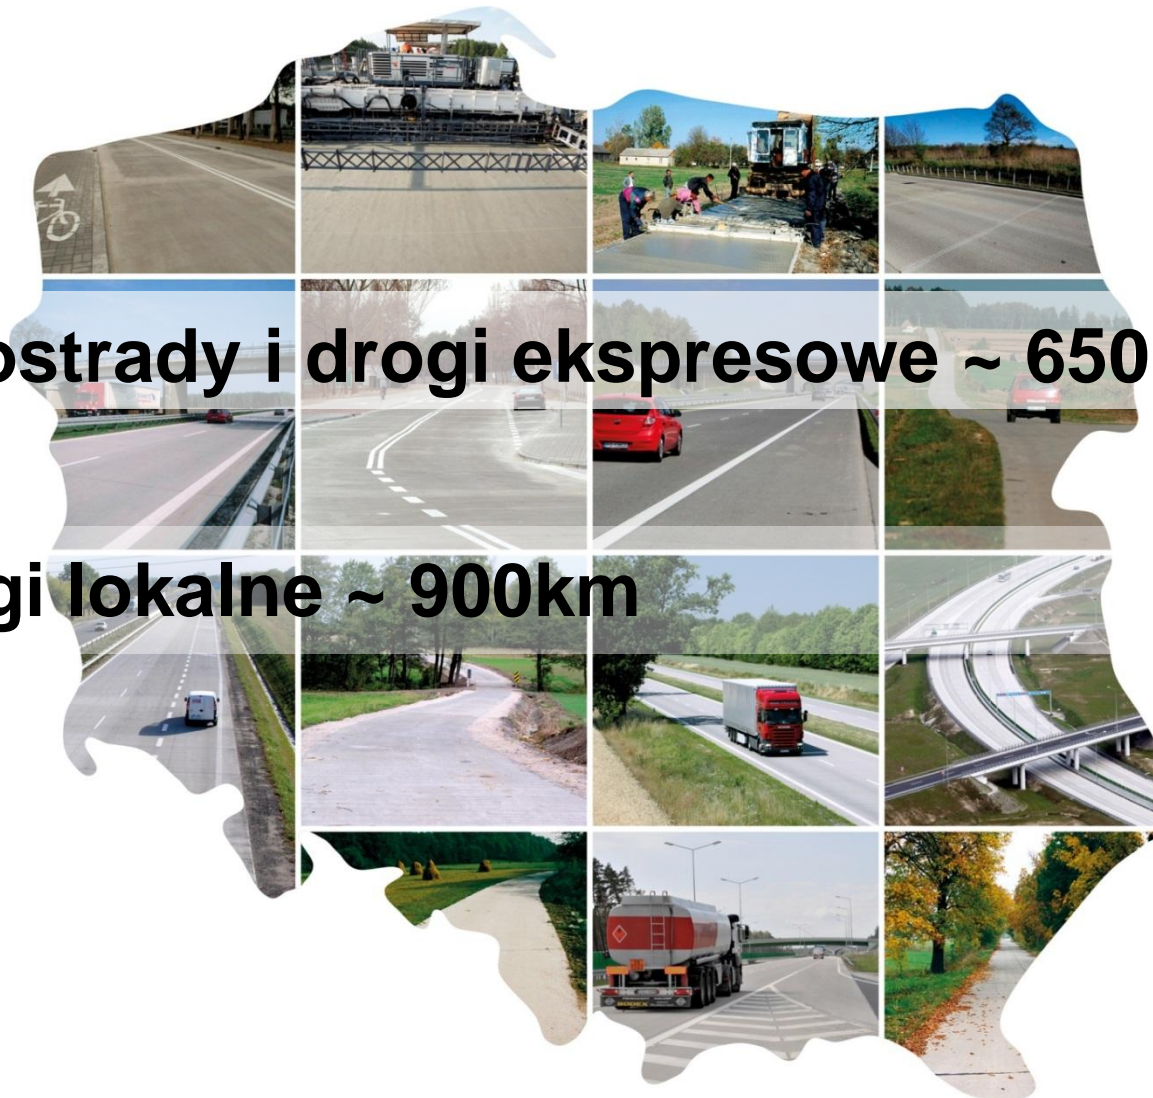 ostrady i drogi ekspresowe ~ 650
gi lokalne ~ 900km